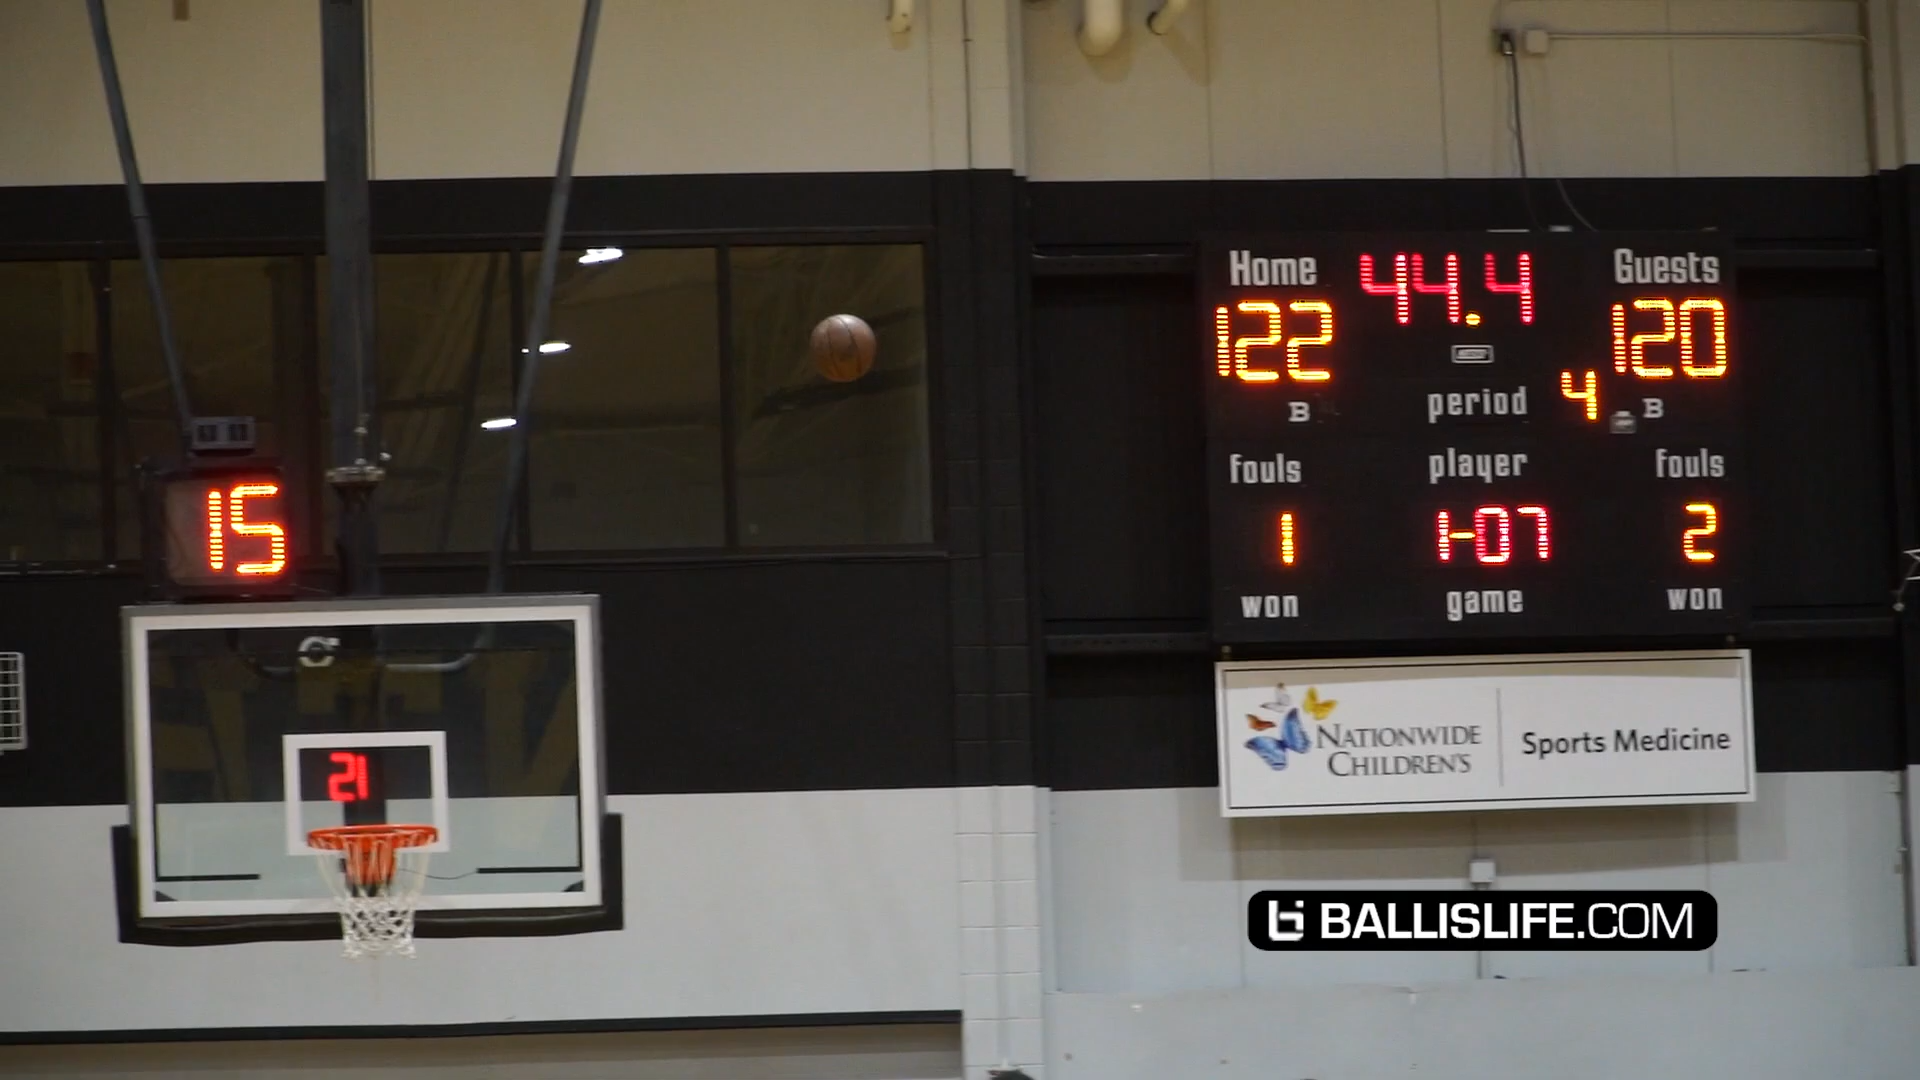 Home 44.4 Guests
122 120
period 4
B B
fouls player fouls
1 1-07 2
won game won
15
21
NATIONWIDE CHILDREN'S Sports Medicine
BALLISLIFE.COM